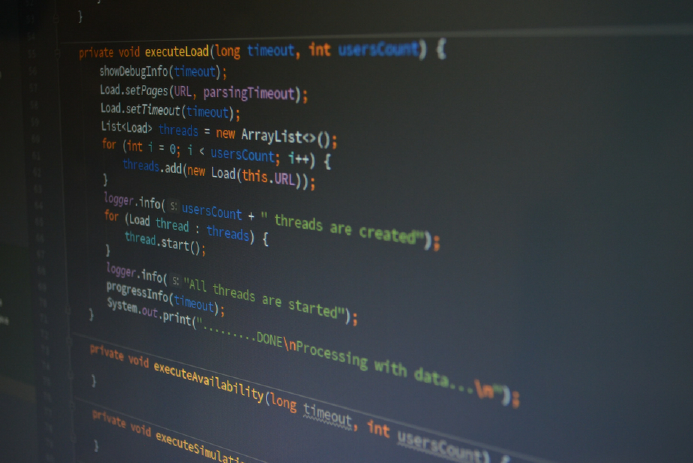 }
private void executeLoad(long timeout, int usersCount) {
showDebugInfo(timeout);
Load.setPages(URL, parsingTimeout);
Load.setTimeout(timeout);
List<Load> threads = new ArrayList<>();
for (int i = 0; i < usersCount; i++) {
threads.add(new Load(this.URL));
}
logger.info( s: usersCount + " threads are created");
for (Load thread : threads) {
thread.start();
}
logger.info( s: "All threads are started");
progressInfo(timeout);
System.out.print(".........DONE\nProcessing with data...\n");
}
private void executeAvailability(long timeout, int usersCount) {
}
private void
}